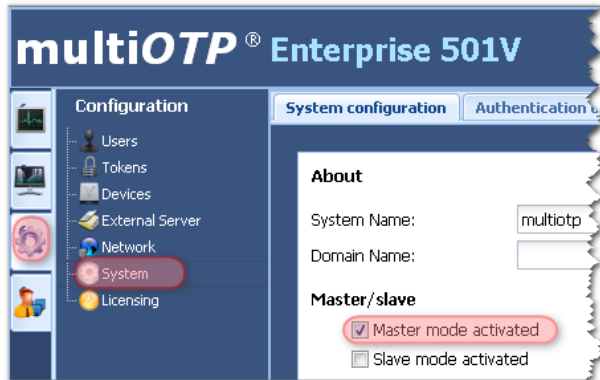 multiOTP ® Enterprise 501V
Configuration
Users
Tokens
Devices
External Server
Network
System
Licensing
System configuration Authentication
About
System Name: multiotp
Domain Name:
Master/slave
Master mode activated
Slave mode activated